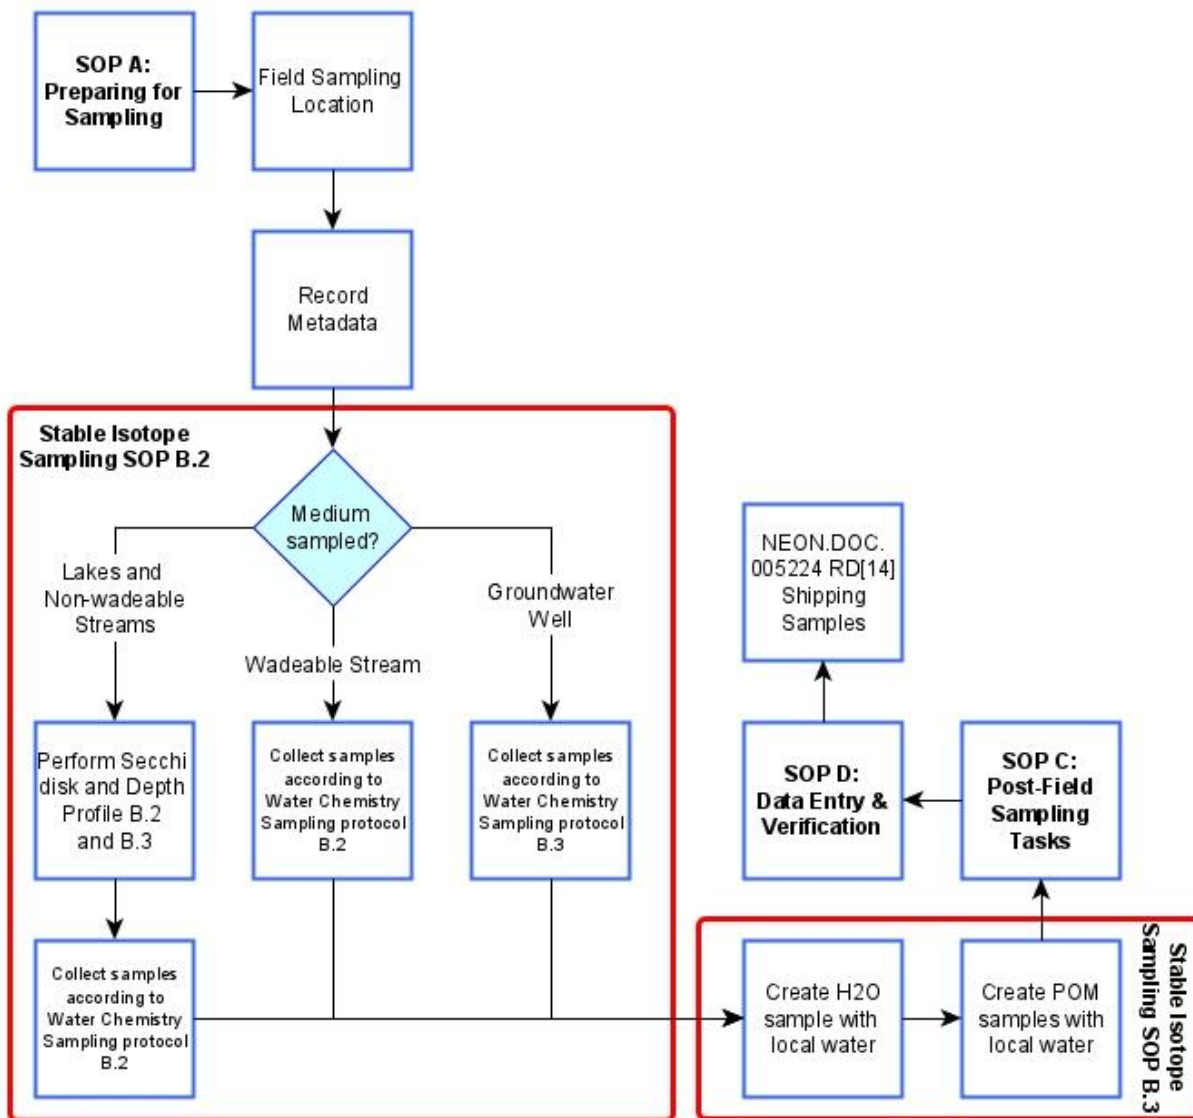 SOP A:
Preparing for
Sampling
Field Sampling
Location
Record
Metadata
Stable Isotope
Sampling SOP B.2
Medium
sampled?
Lakes and
Non-wadeable
Streams
Wadeable Stream
Groundwater
Well
Perform Secchi
disk and Depth
Profile B.2
and B.3
Collect samples
according to
Water Chemistry
Sampling protocol
B.2
Collect samples
according to
Water Chemistry
Sampling protocol
B.3
Collect samples
according to
Water Chemistry
Sampling protocol
B.2
NEON.DOC.
005224 RD[14]
Shipping
Samples
SOP D:
Data Entry &
Verification
SOP C:
Post-Field
Sampling
Tasks
Create H2O
sample with
local water
Create POM
samples with
local water
Stable Isotope
Sampling SOP B.3